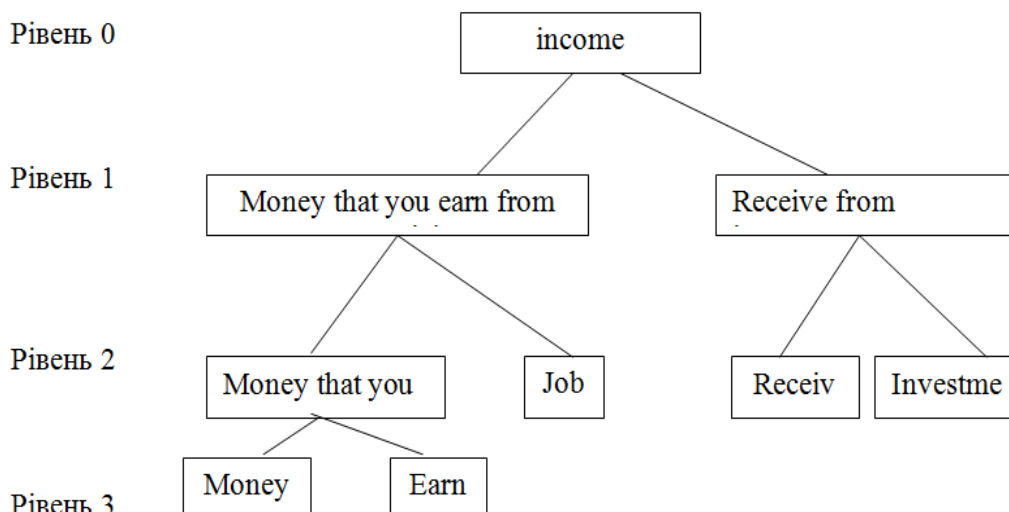 Рівень 0
income
Рівень 1
Money that you earn from
Receive from
Рівень 2
Money that you
Job
Receiv
Investme
Money
Earn
Рівень 3